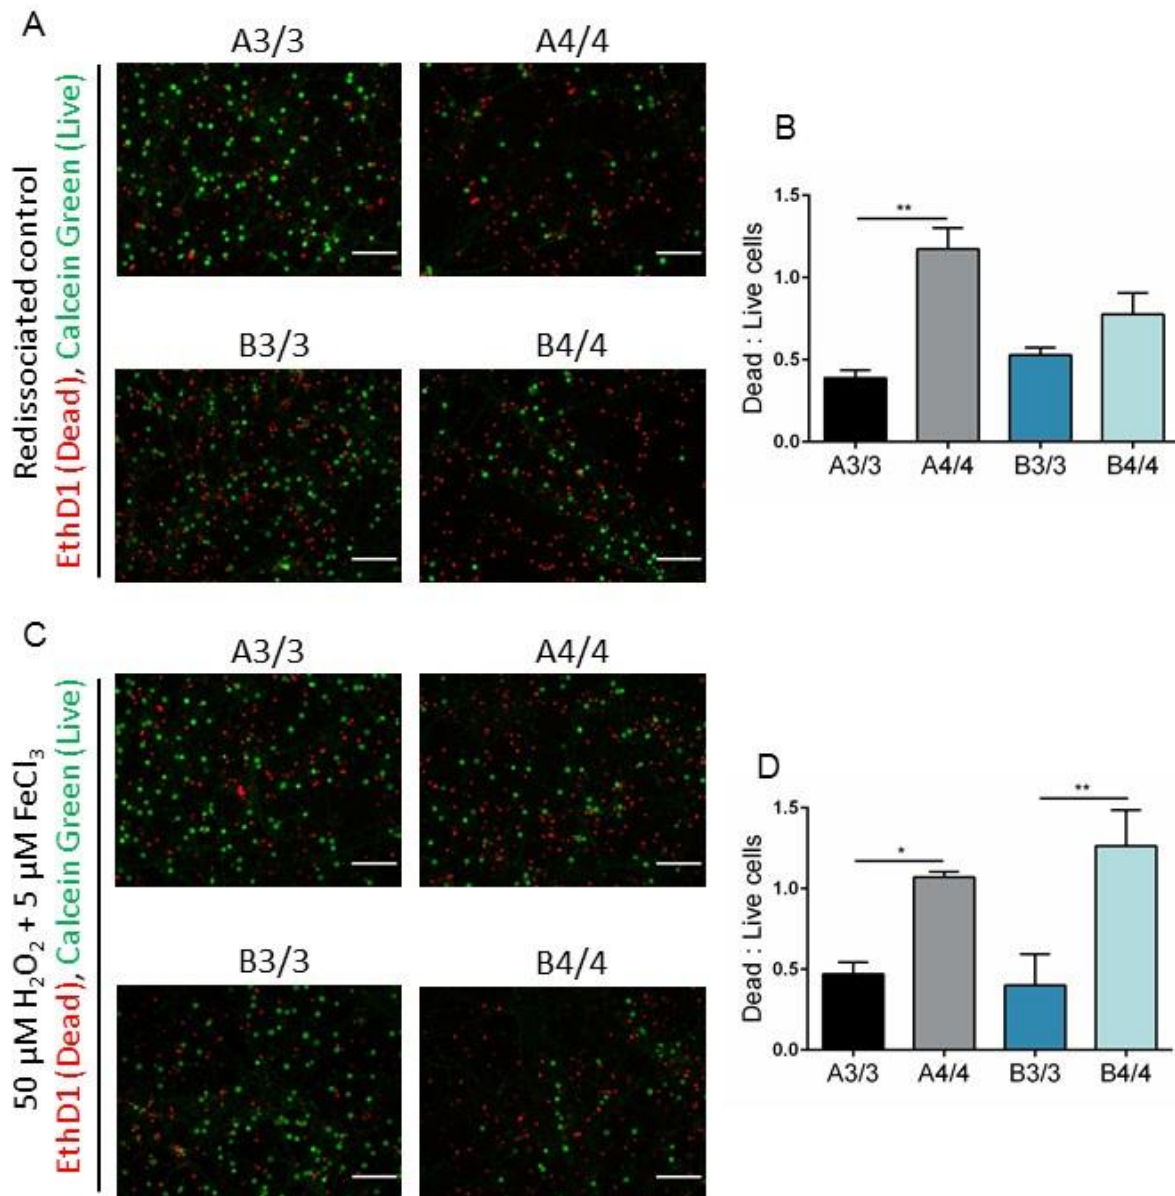 A
A3/3
A4/4
Redissociated control
EthD1 (Dead), Calcein Green (Live)
B3/3
B4/4
B
Dead : Live cells
1.5
1.0
0.5
0.0
**
A3/3 A4/4 B3/3 B4/4
C
A3/3
A4/4
50 µM H₂O₂ + 5 µM FeCl₃
EthD1 (Dead), Calcein Green (Live)
B3/3
B4/4
D
Dead : Live cells
1.5
1.0
0.5
0.0
*
**
A3/3 A4/4 B3/3 B4/4